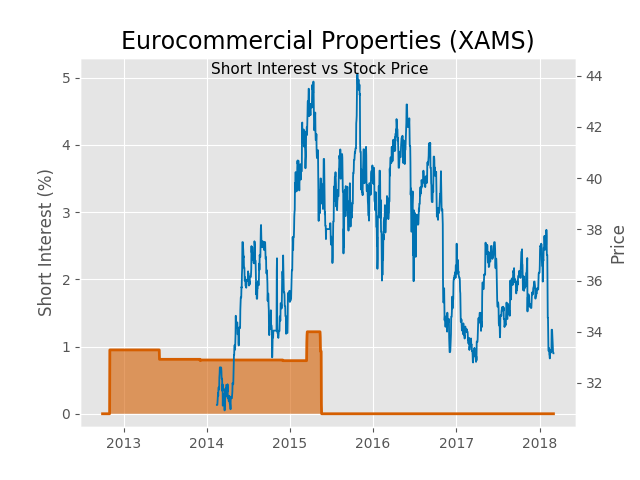 Eurocommercial Properties (XAMS)
Short Interest vs Stock Price
Short Interest (%)
5
4
3
2
1
0
44
42
40
38
36
34
32
Price
2013 2014 2015 2016 2017 2018